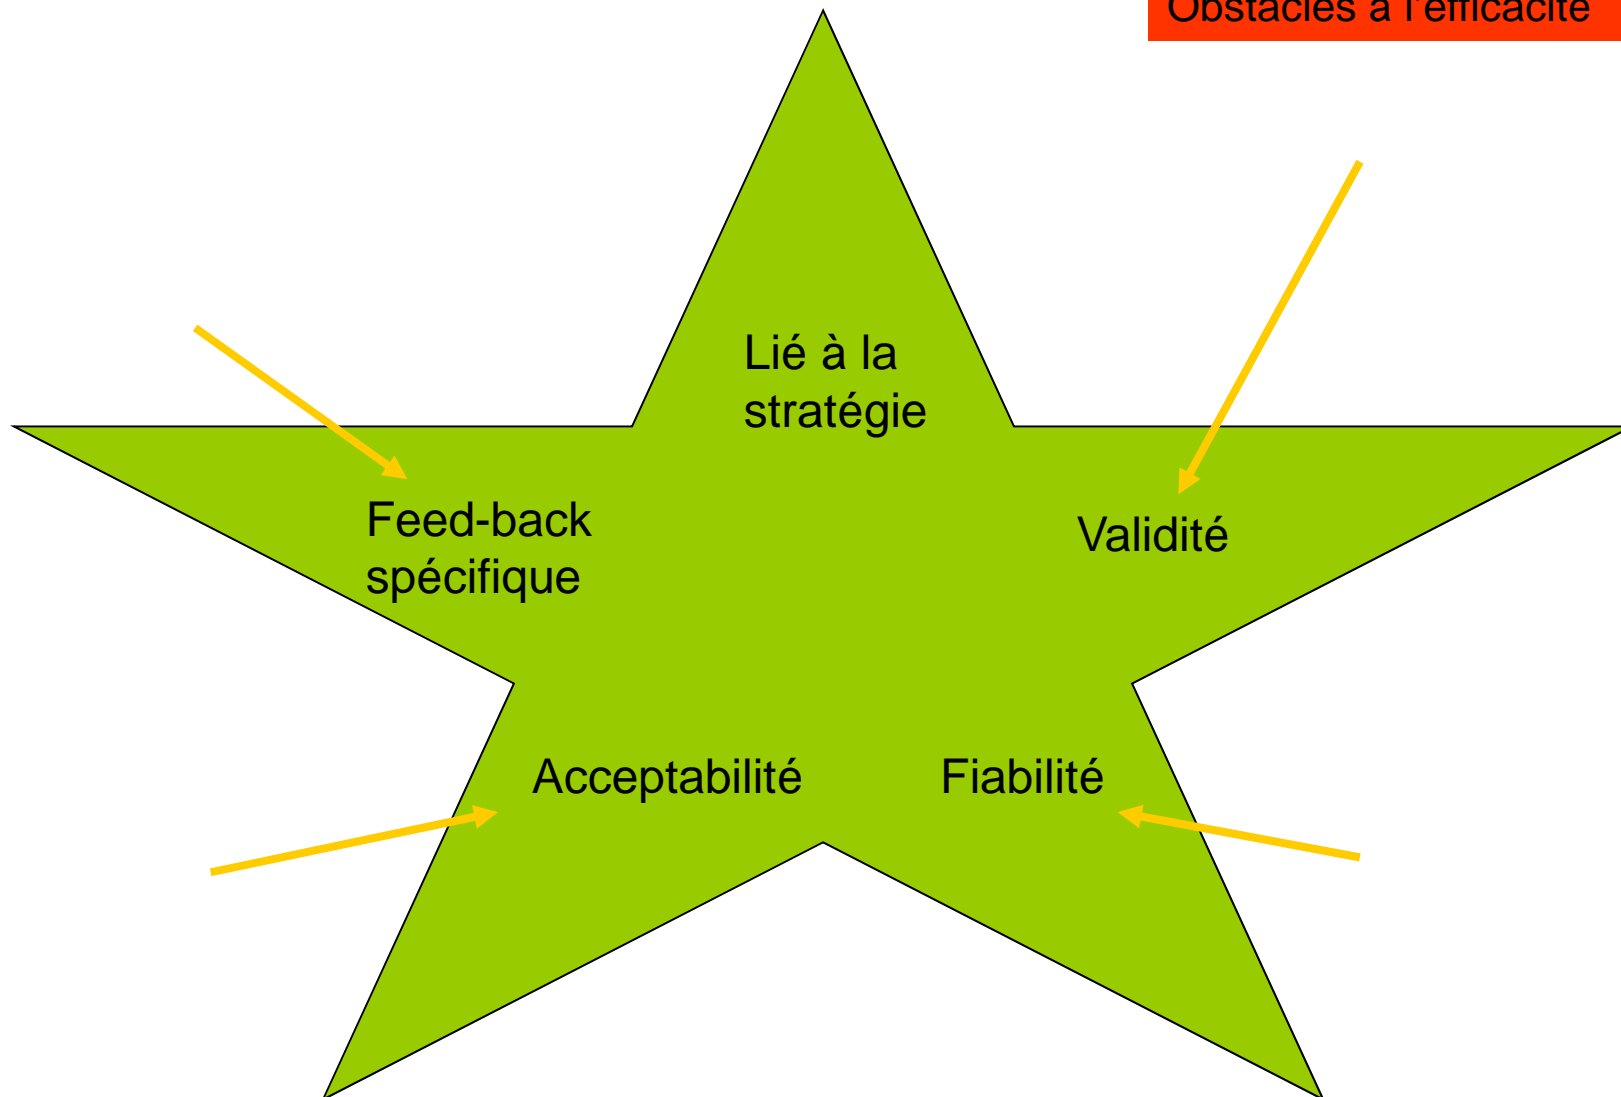 Obstacles à l'efficacité
Lié à la
stratégie
Feed-back
spécifique
Validité
Acceptabilité
Fiabilité